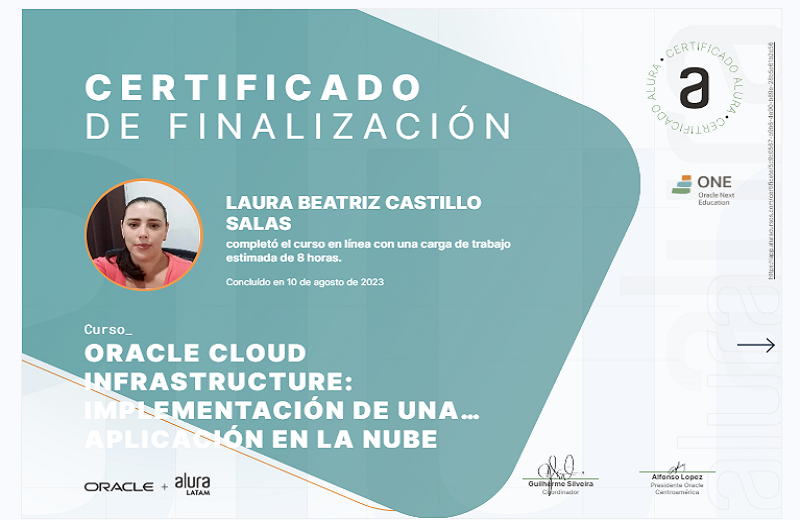 CERTIFICADO
DE FINALIZACIÓN
CERTIFICADO ALURA • CERTIFICADO ALURA •
a
ONE
Oracle Next
Education
LAURA BEATRIZ CASTILLO
SALAS
completó el curso en línea con una carga de trabajo
estimada de 8 horas.
Concluído en 10 de agosto de 2023
Curso_
ORACLE CLOUD
INFRASTRUCTURE:
IMPLEMENTACIÓN DE UNA…
APLICACIÓN EN LA NUBE
ORACLE + alura
LATAM
Guilherme Silveira
Coordinador
Alfonso Lopez
Presidente Oracle
Centroamérica
alura